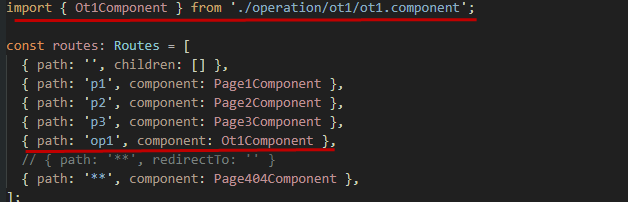 import { Ot1Component } from './operation/ot1/ot1.component';
const routes: Routes = [
{ path: '', children: [] },
{ path: 'p1', component: Page1Component },
{ path: 'p2', component: Page2Component },
{ path: 'p3', component: Page3Component },
{ path: 'op1', component: Ot1Component },
// { path: '**', redirectTo: '' }
{ path: '**', component: Page404Component },
];